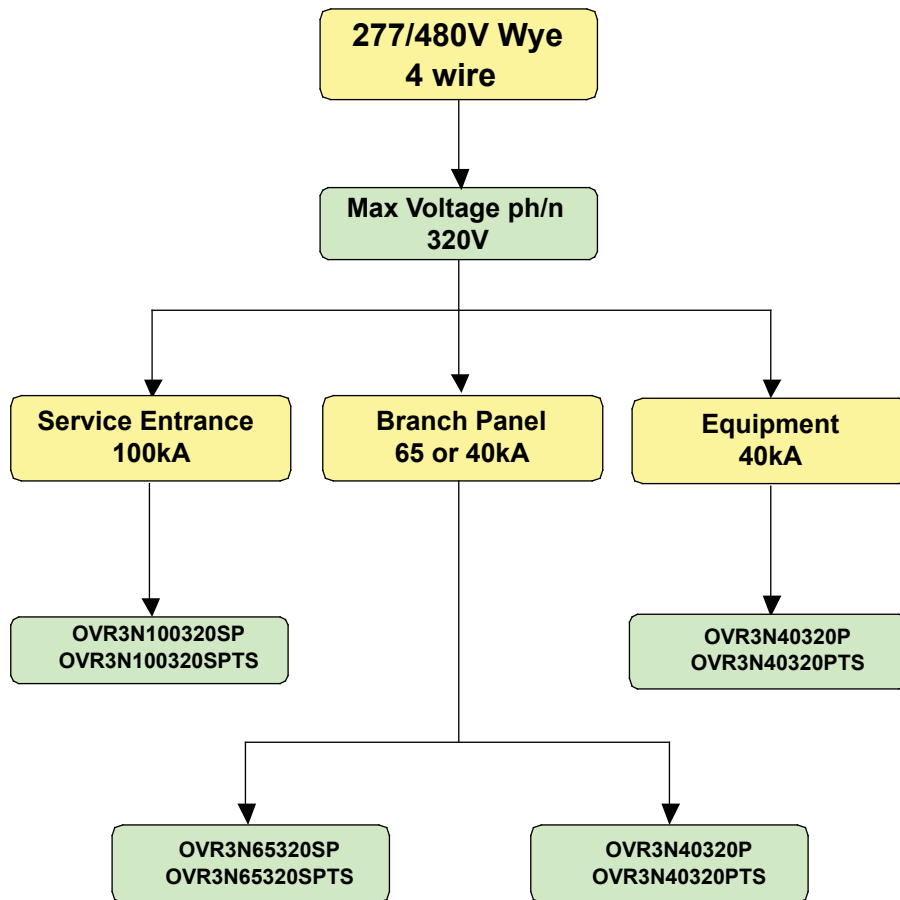 277/480V Wye
4 wire
Max Voltage ph/n
320V
Service Entrance
100kA
Branch Panel
65 or 40kA
Equipment
40kA
OVR3N100320SP
OVR3N100320SPTS
OVR3N40320P
OVR3N40320PTS
OVR3N65320SP
OVR3N65320SPTS
OVR3N40320P
OVR3N40320PTS